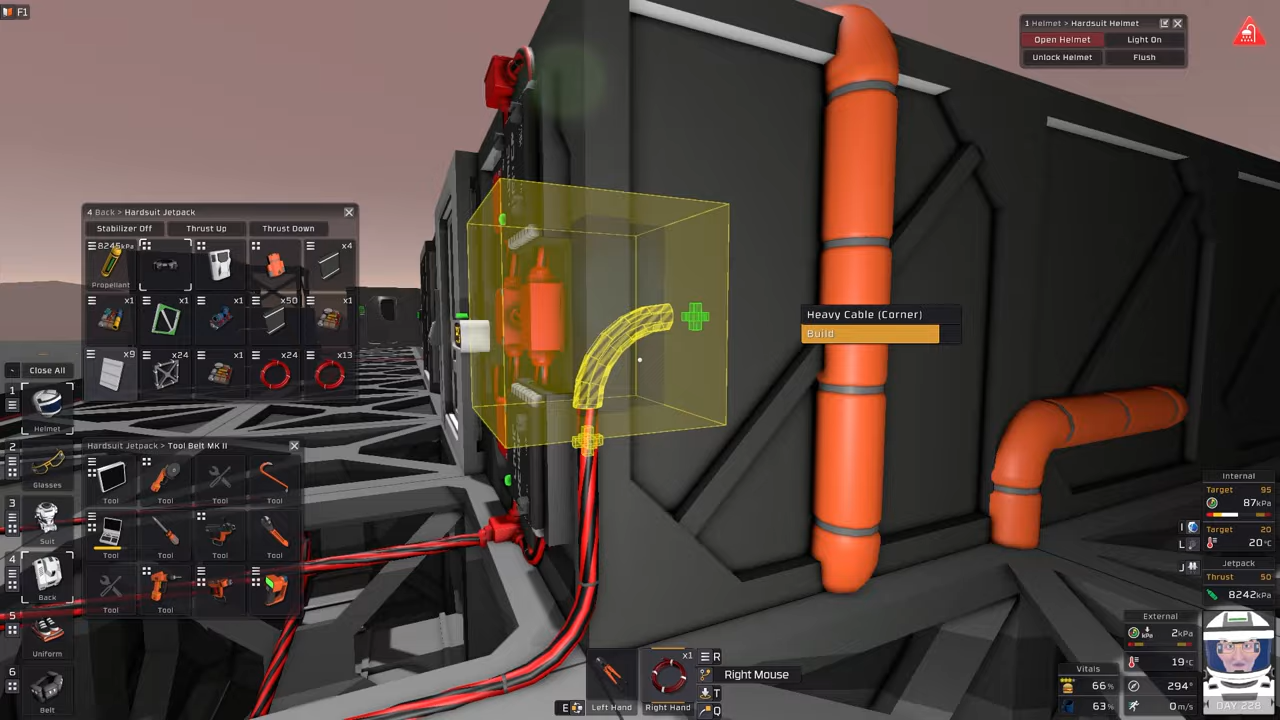 F1
1 Helmet > Hardsuit Helmet
Open Helmet
Light On
Unlock Helmet
Flush
4 Back > Hardsuit Jetpack
Stabilizer Off
Thrust Up
Thrust Down
8245kPa
x4
Propellant
x1
x1
x1
x50
x1
x9
x24
x1
x24
x13
Close All
1
Helmet
2
Glasses
3
Suit
4
Back
5
Uniform
6
Belt
Hardsuit Jetpack > Tool Belt MK II
Tool
Tool
Tool
Tool
Tool
Tool
Tool
Tool
Tool
Tool
Heavy Cable (Corner)
Build
x1
R
Right Mouse
T
E
Left Hand
Right Hand
Q
Internal
Target 95
87kPa
Target 20
20°C
Jetpack
Thrust 50
8242kPa
External
2kPa
19°C
294°
0m/s
Vitals
66%
63%
DAY 228
I
L
J